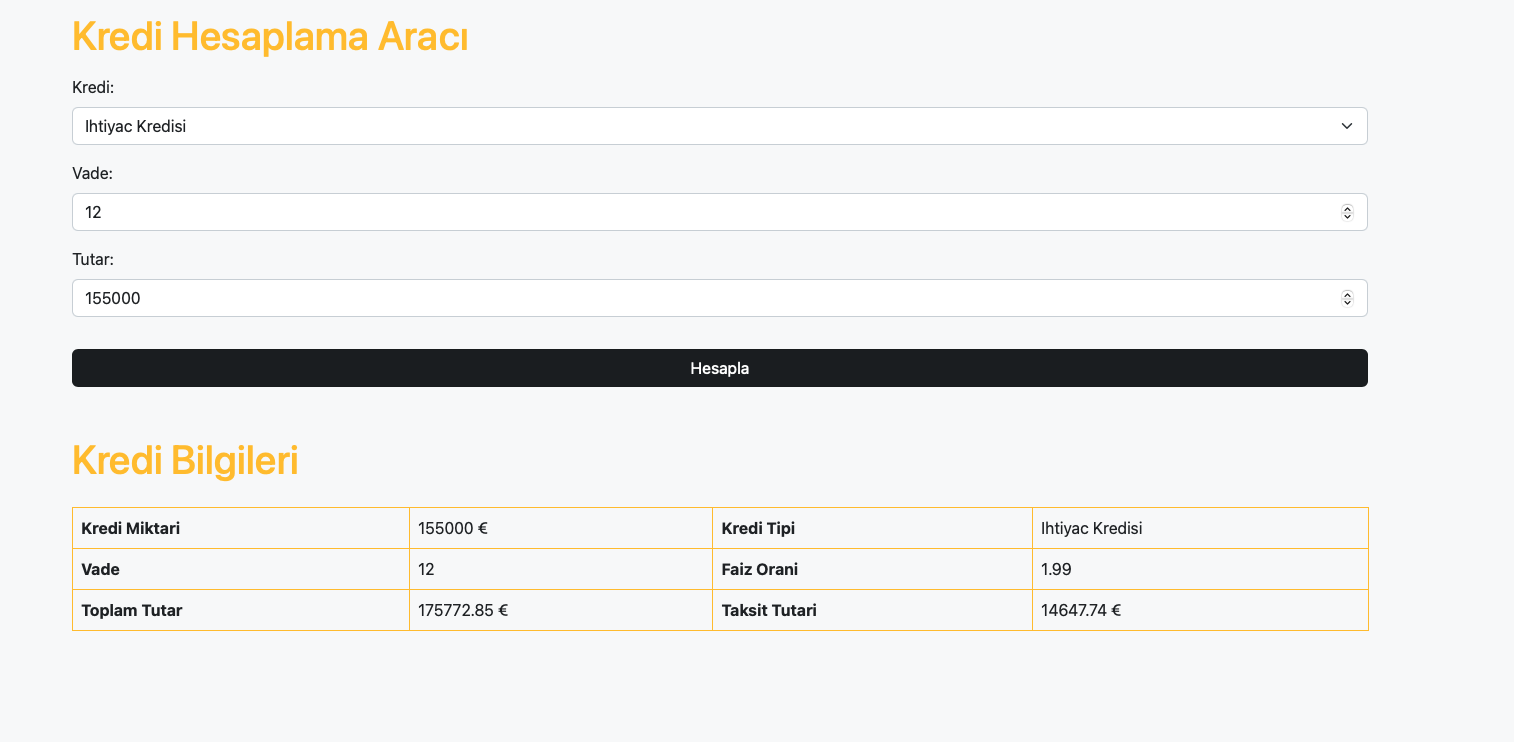 Kredi Hesaplama Aracı
Kredi:
Ihtiyac Kredisi
Vade:
12
Tutar:
155000
Hesapla
Kredi Bilgileri
Kredi Miktari 155000 € Kredi Tipi Ihtiyac Kredisi
Vade 12 Faiz Orani 1.99
Toplam Tutar 175772.85 € Taksit Tutari 14647.74 €